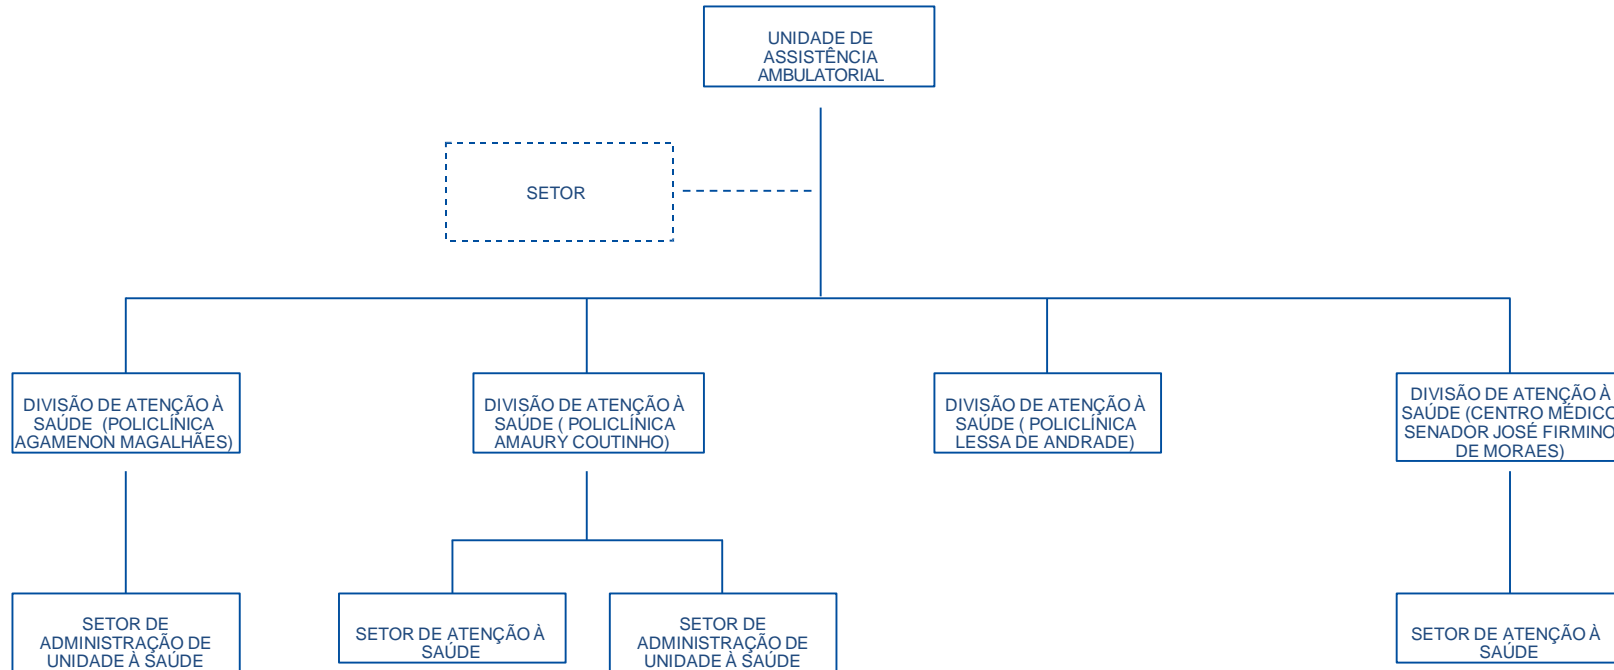 UNIDADE DE
ASSISTÊNCIA
AMBULATORIAL
SETOR
DIVISÃO DE ATENÇÃO À
SAÚDE (POLICLÍNICA
AGAMENON MAGALHÃES)
DIVISÃO DE ATENÇÃO À
SAÚDE ( POLICLÍNICA
AMAURY COUTINHO)
DIVISÃO DE ATENÇÃO À
SAÚDE ( POLICLÍNICA
LESSA DE ANDRADE)
DIVISÃO DE ATENÇÃO À
SAÚDE (CENTRO MÉDICO
SENADOR JOSÉ FIRMINO
DE MORAES)
SETOR DE
ADMINISTRAÇÃO DE
UNIDADE À SAÚDE
SETOR DE ATENÇÃO À
SAÚDE
SETOR DE
ADMINISTRAÇÃO DE
UNIDADE À SAÚDE
SETOR DE ATENÇÃO À
SAÚDE